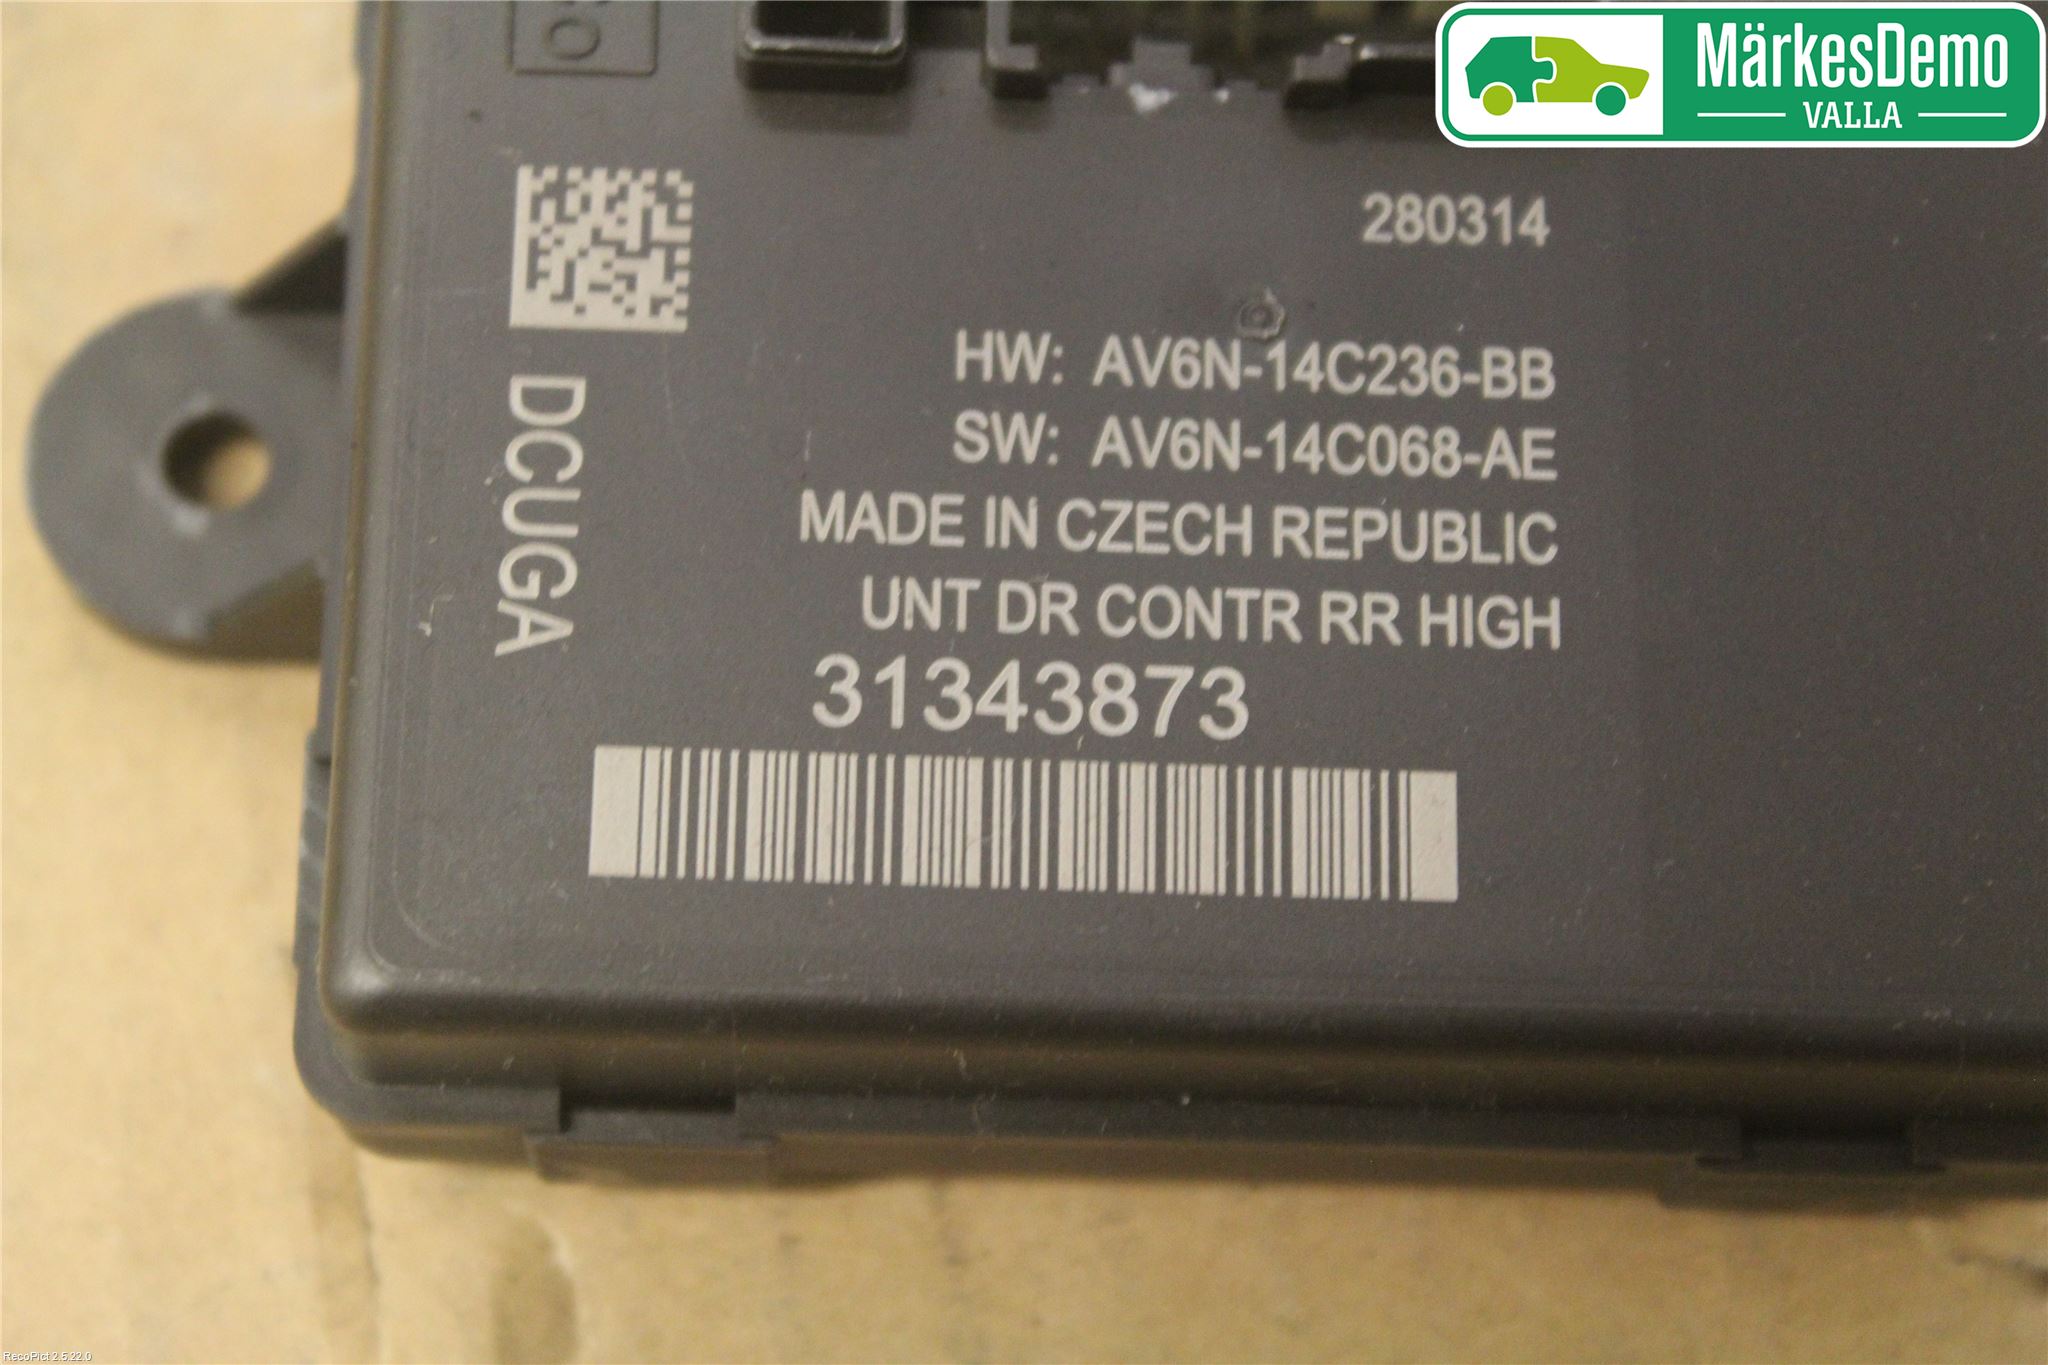 MärkesDemo
VALLA
280314
HW: AV6N-14C236-BB
SW: AV6N-14C068-AE
MADE IN CZECH REPUBLIC
UNT DR CONTR RR HIGH
31343873
DCUGA
RecoPict 2.5.22.0